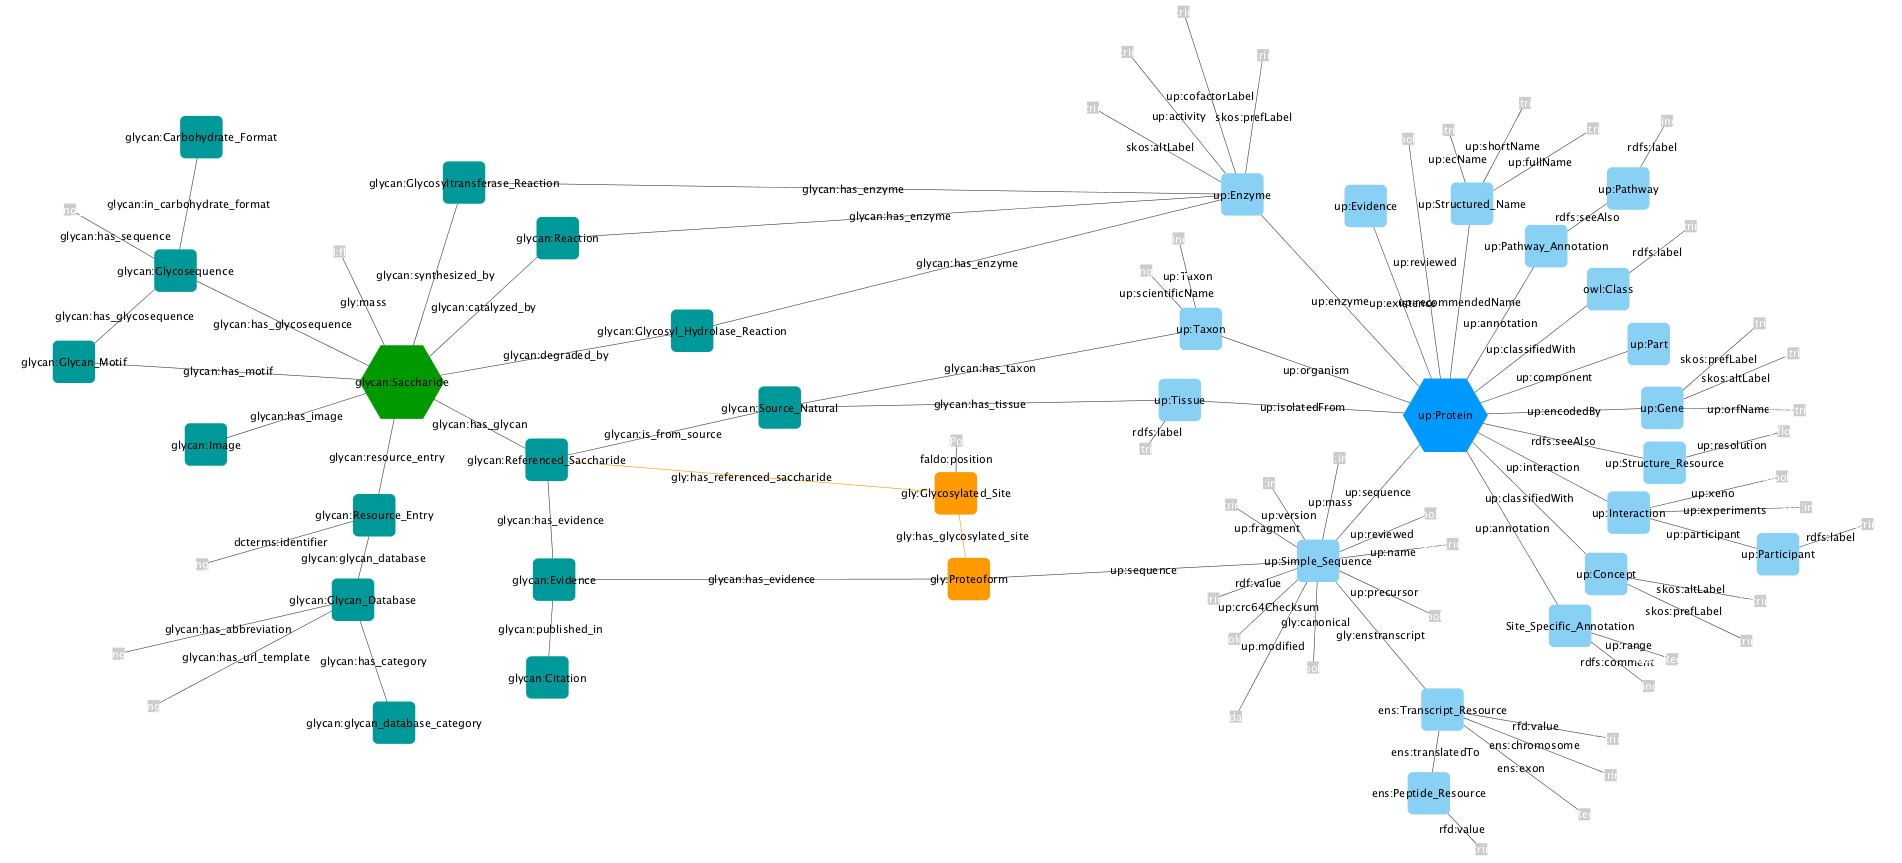 up:cofactorLabel
up:activity
skos:prefLabel
skos:altLabel
glycan:Carbohydrate_Format
glycan:Glycosyltransferase_Reaction
glycan:has_enzyme
up:Enzyme
up:Evidence
up:ecName
up:shortName
up:fullName
up:Structured_Name
rdfs:label
up:Pathway
rdfs:seeAlso
glycan:in_carbohydrate_format
glycan:has_enzyme
glycan:has_sequence
glycan:Reaction
up:Pathway_Annotation
rdfs:label
glycan:Glycosequence
glycan:synthesized_by
glycan:has_enzyme
up:reviewed
up:Taxon
up:scientificName
owl:Class
gly:mass
glycan:catalyzed_by
up:enzyme
up:existence
up:recommendedName
glycan:has_glycosequence
glycan:has_glycosequence
glycan:Glycosyl_Hydrolase_Reaction
up:Taxon
up:annotation
up:Part
glycan:Glycan_Motif
glycan:has_motif
glycan:degraded_by
glycan:has_taxon
up:organism
up:classifiedWith
skos:prefLabel
glycan:Saccharide
up:component
skos:altLabel
glycan:has_image
glycan:has_glycan
glycan:Source_Natural
glycan:has_tissue
up:Tissue
up:isolatedFrom
up:Protein
up:encodedBy
up:Gene
up:orfName
glycan:Image
glycan:is_from_source
rdfs:label
rdfs:seeAlso
up:resolution
glycan:resource_entry
glycan:Referenced_Saccharide
faldo:position
up:Structure_Resource
gly:has_referenced_saccharide
up:interaction
gly:Glycosylated_Site
up:mass
up:sequence
up:classifiedWith
up:xeno
glycan:Resource_Entry
glycan:has_evidence
up:version
up:fragment
up:annotation
up:Interaction
up:experiments
dcterms:identifier
gly:has_glycosylated_site
up:reviewed
up:participant
rdfs:label
glycan:glycan_database
up:name
up:Participant
up:Simple_Sequence
glycan:Evidence
glycan:has_evidence
gly:Proteoform
up:sequence
rdf:value
up:precursor
up:Concept
skos:altLabel
glycan:Glycan_Database
up:crc64Checksum
gly:canonical
skos:prefLabel
glycan:has_abbreviation
glycan:published_in
gly:enstranscript
Site_Specific_Annotation
up:modified
up:range
glycan:has_url_template
glycan:has_category
rdfs:comment
glycan:Citation
glycan:glycan_database_category
ens:Transcript_Resource
rfd:value
ens:translatedTo
ens:chromosome
ens:exon
ens:Peptide_Resource
rfd:value